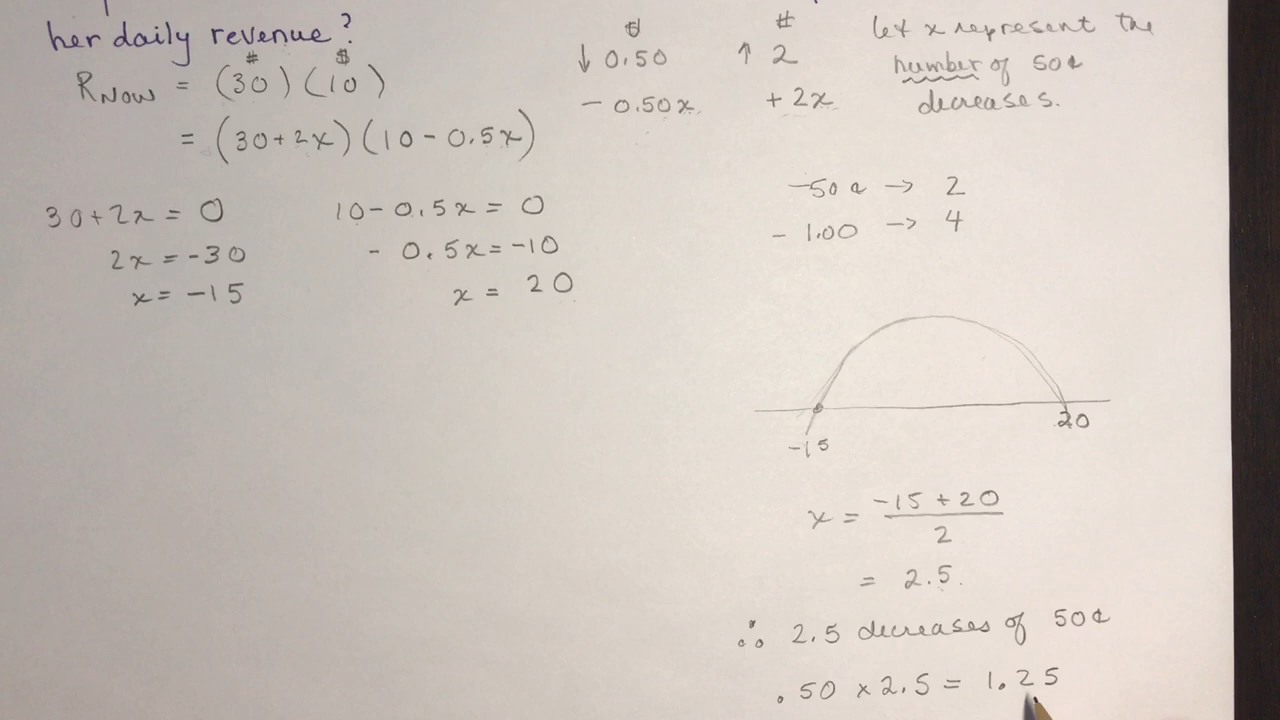 her daily revenue?
# $
R NOW = (30)(10)
= (30+2x)(10-0.5x)
30+2x = 0
2x = -30
x = -15
10-0.5x = 0
-0.5x = -10
x = 20
$ #
↓ 0.50 ↑ 2
-0.50x +2x
let x represent the
number of 50¢
decreases.
-50¢ -> 2
-1.00 -> 4
-15 20
x = -15+20
2
= 2.5.
∴ 2.5 decreases of 50¢
.50 x 2.5 = 1.25